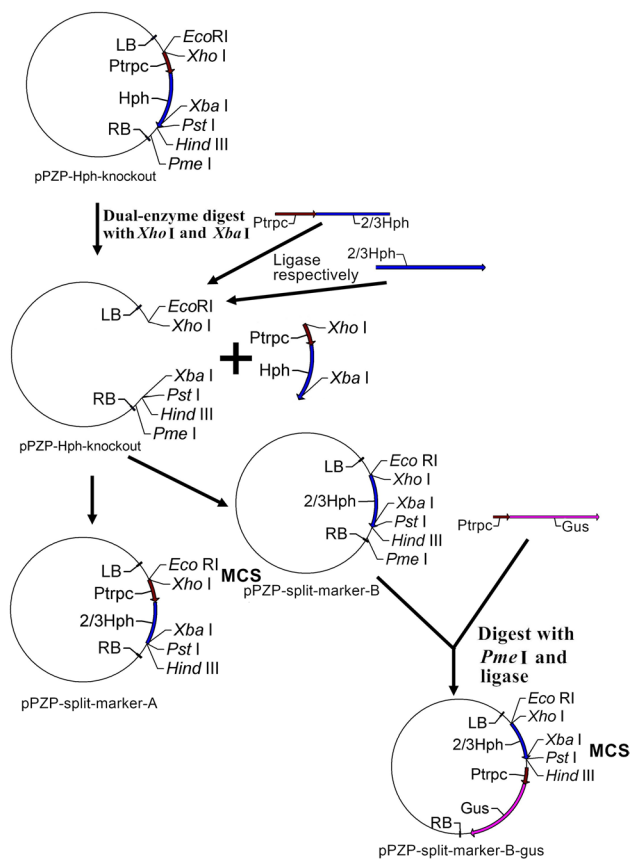 LB
EcoRI
Xho I
Ptrpc
Hph
Xba I
RB
Pst I
Hind III
Pme I
pPZP-Hph-knockout
Dual-enzyme digest
with Xho I and Xba I
Ptrpc
2/3Hph
Ligase
respectively
2/3Hph
LB
EcoRI
Xho I
Ptrpc
Xho I
Hph
Xba I
Xba I
RB
Pst I
Hind III
Pme I
pPZP-Hph-knockout
LB
Eco RI
Xho I
2/3Hph
Xba I
Pst I
RB
Hind III
Pme I
pPZP-split-marker-B
Ptrpc
Gus
LB
Eco RI
Xho I
MCS
Ptrpc
2/3Hph
Xba I
RB
Pst I
Hind III
pPZP-split-marker-A
Digest with
Pme I and
ligase
LB
Eco RI
Xho I
2/3Hph
Xba I
Pst I
MCS
Ptrpc
Hind III
Gus
RB
pPZP-split-marker-B-gus